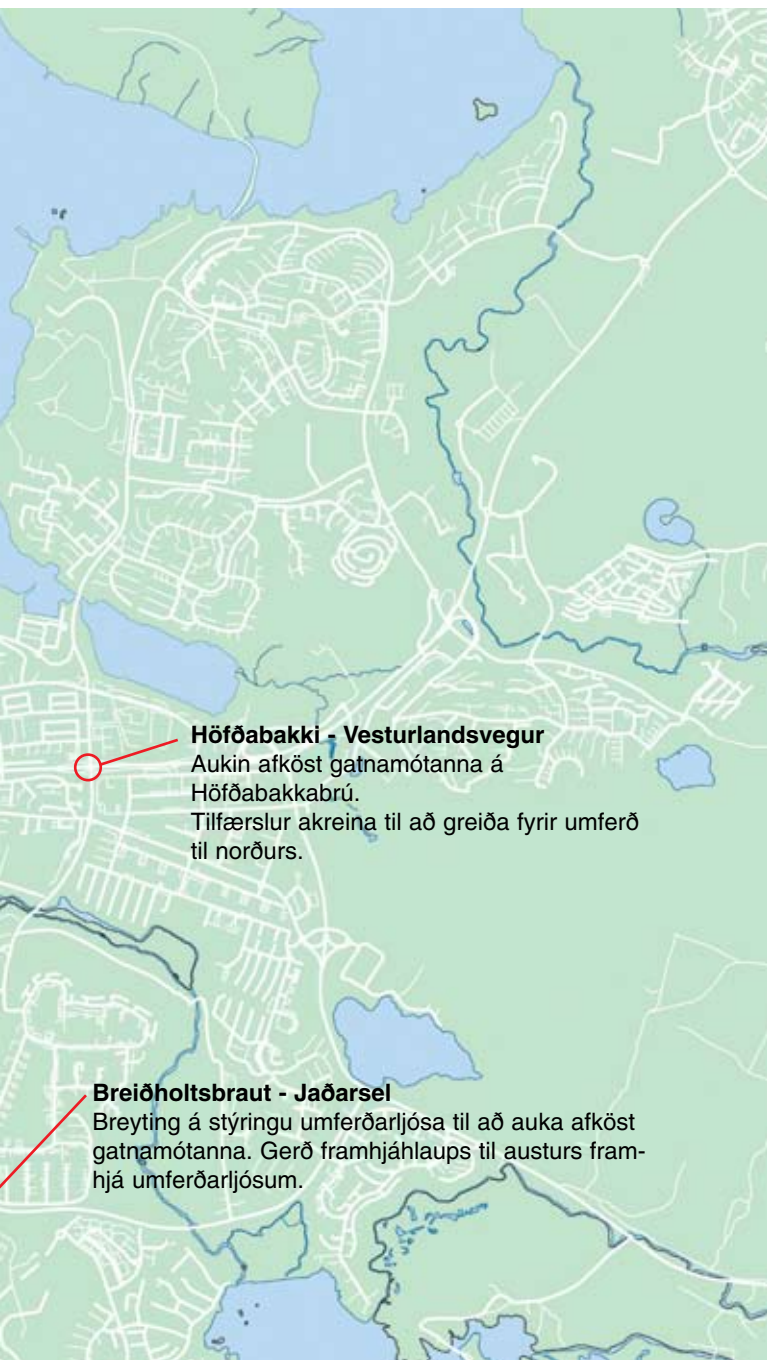 Höfðabakki - Vesturlandsvegur
Aukin afköst gatnamótanna á
Höfðabakkabrú.
Tilfærslur akreina til að greiða fyrir umferð
til norðurs.
Breiðholtsbraut - Jaðarsel
Breyting á stýringu umferðarljósa til að auka afköst
gatnamótanna. Gerð framhjáhlaups til austurs fram-
hjá umferðarljósum.